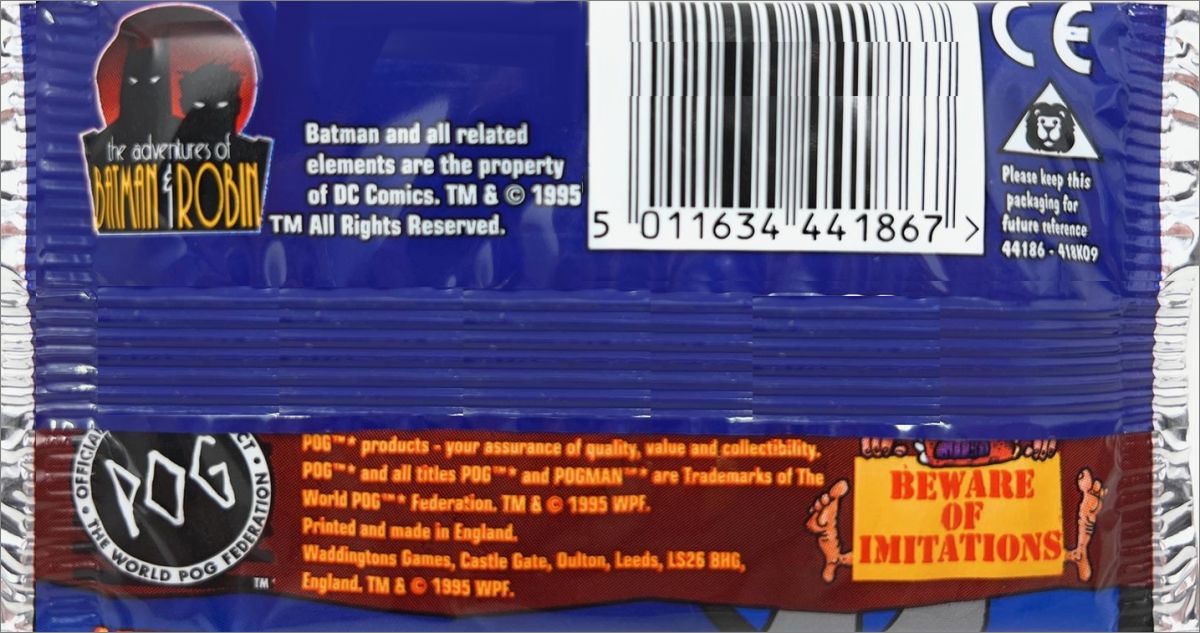 the adventures of
BATMAN & ROBIN
Batman and all related
elements are the property
of DC Comics. TM & © 1995
TM All Rights Reserved.
5 011634 441867 >
CE
Please keep this
packaging for
future reference
44186 - 418K09
OFFICIAL
POG
THE WORLD POG FEDERATION
TM
POG™* products - your assurance of quality, value and collectibility.
POG™* and all titles POG™* and POGMAN™* are Trademarks of The
World POG™* Federation. TM & © 1995 WPF.
Printed and made in England.
Waddingtons Games, Castle Gate, Oulton, Leeds, LS26 8HG,
England. TM & © 1995 WPF.
BEWARE
OF
IMITATIONS